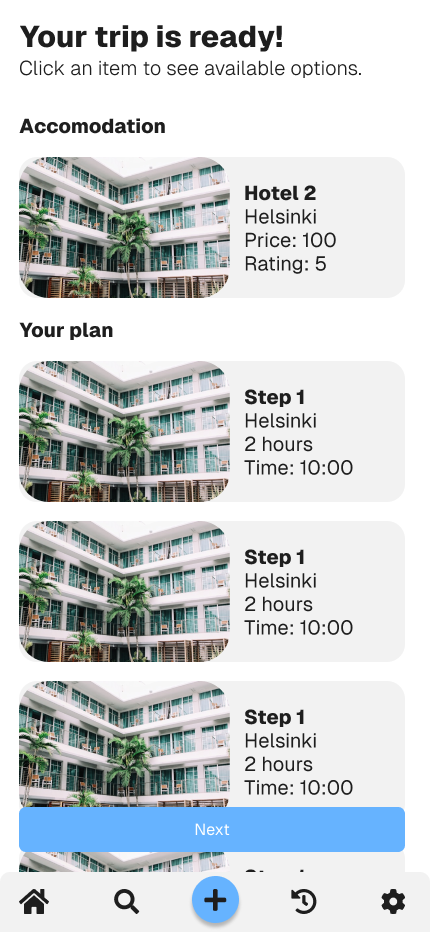 Your trip is ready!
Click an item to see available options.
Accomodation
Hotel 2
Helsinki
Price: 100
Rating: 5
Your plan
Step 1
Helsinki
2 hours
Time: 10:00
Step 1
Helsinki
2 hours
Time: 10:00
Step 1
Helsinki
2 hours
Time: 10:00
Next